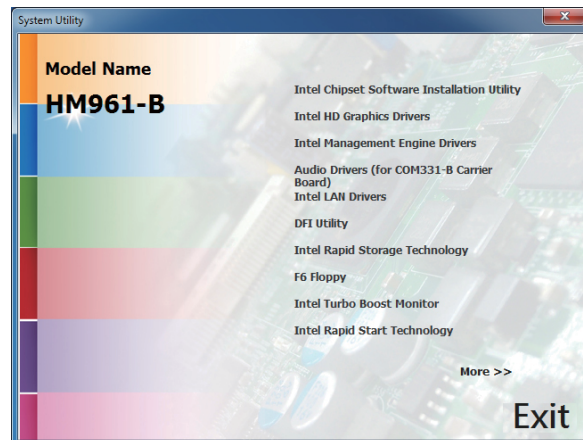 System Utility
Model Name
HM961-B
Intel Chipset Software Installation Utility
Intel HD Graphics Drivers
Intel Management Engine Drivers
Audio Drivers (for COM331-B Carrier
Board)
Intel LAN Drivers
DFI Utility
Intel Rapid Storage Technology
F6 Floppy
Intel Turbo Boost Monitor
Intel Rapid Start Technology
More >>
Exit